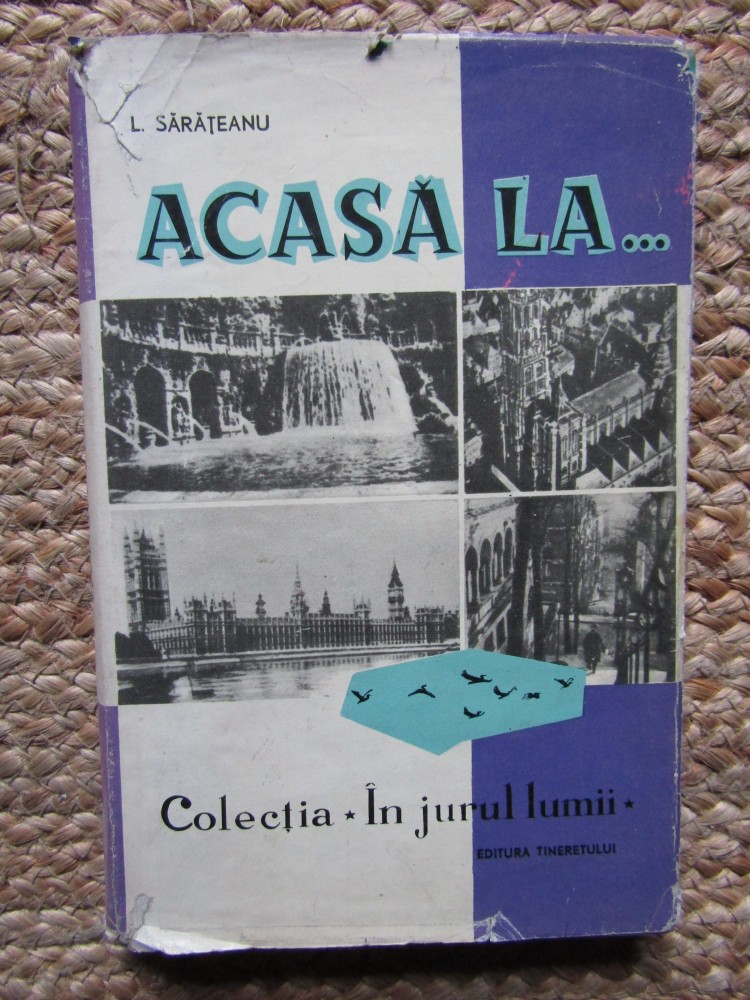 L. SĂRĂȚEANU
ACASĂ LA...
Colecția * În jurul lumii *
EDITURA TINERETULUI